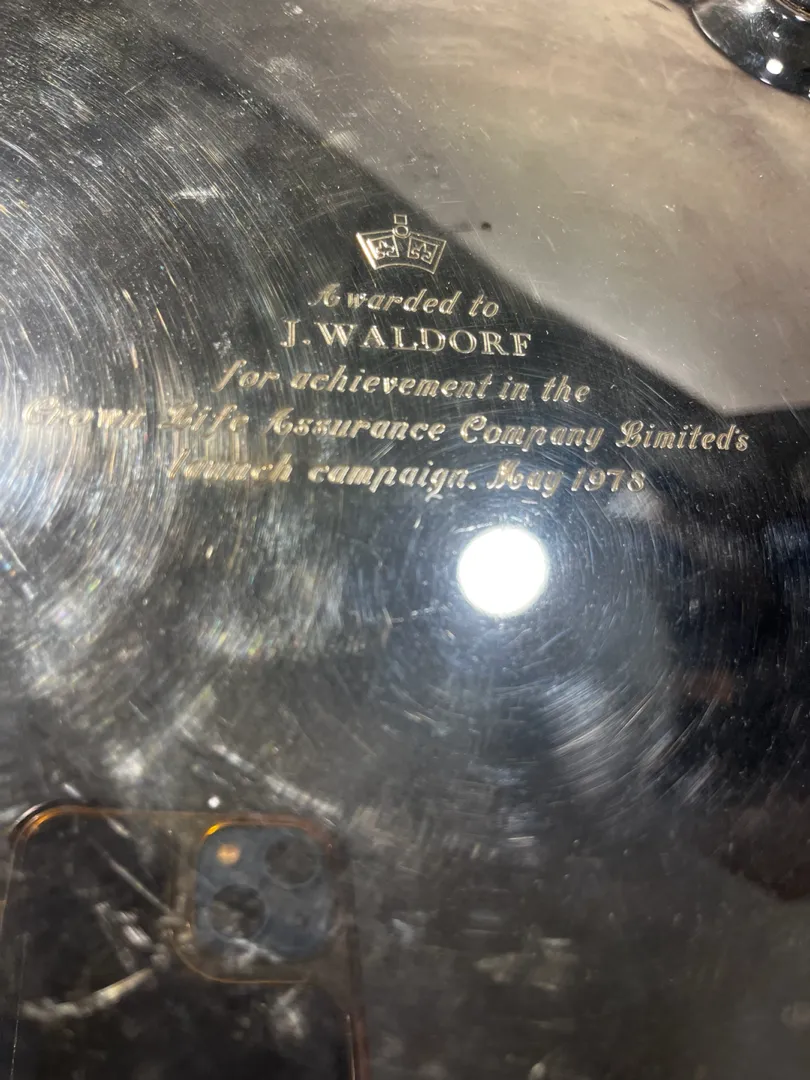 Awarded to
J. WALDORF
for achievement in the
Crown Life Assurance Company Limited's
launch campaign. May 1978